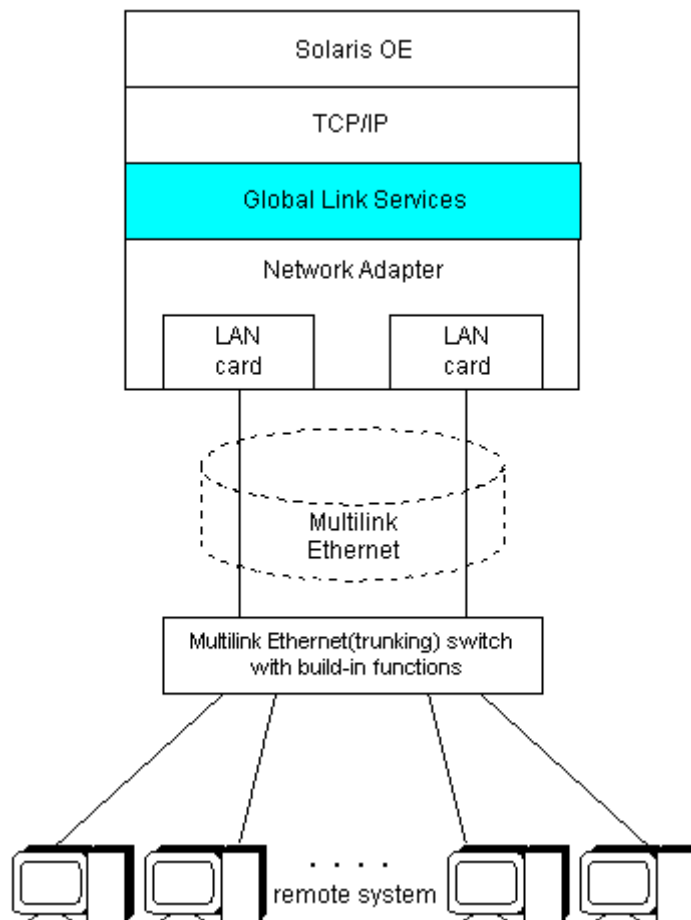 Solaris OE
TCP/IP
Global Link Services
Network Adapter
LAN
card
LAN
card
Multilink
Ethernet
Multilink Ethernet(trunking) switch
with build-in functions
. . . .
remote system